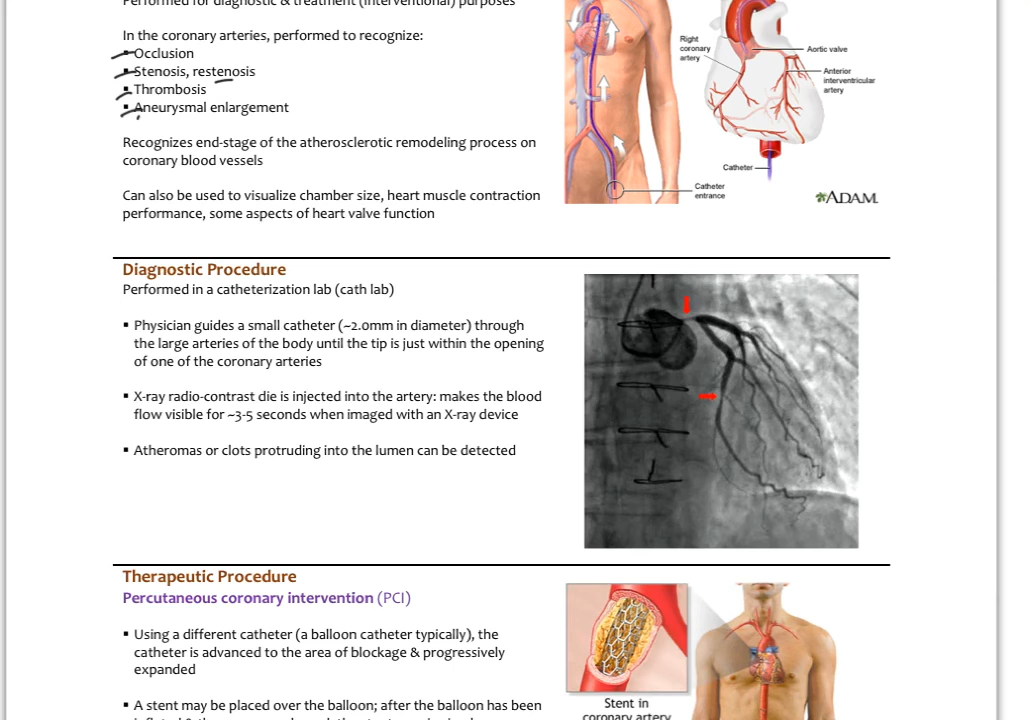 Performed for diagnostic & treatment (interventional) purposes
In the coronary arteries, performed to recognize:
▪ Occlusion
▪ Stenosis, restenosis
▪ Thrombosis
▪ Aneurysmal enlargement
Recognizes end-stage of the atherosclerotic remodeling process on
coronary blood vessels
Can also be used to visualize chamber size, heart muscle contraction
performance, some aspects of heart valve function
Right
coronary
artery
Aortic valve
Anterior
interventricular
artery
Catheter
Catheter
entrance
ADAM.
Diagnostic Procedure
Performed in a catheterization lab (cath lab)
▪ Physician guides a small catheter (~2.0mm in diameter) through
the large arteries of the body until the tip is just within the opening
of one of the coronary arteries
▪ X-ray radio-contrast die is injected into the artery: makes the blood
flow visible for ~3-5 seconds when imaged with an X-ray device
▪ Atheromas or clots protruding into the lumen can be detected
Therapeutic Procedure
Percutaneous coronary intervention (PCI)
▪ Using a different catheter (a balloon catheter typically), the
catheter is advanced to the area of blockage & progressively
expanded
▪ A stent may be placed over the balloon; after the balloon has been
Stent in
coronary artery